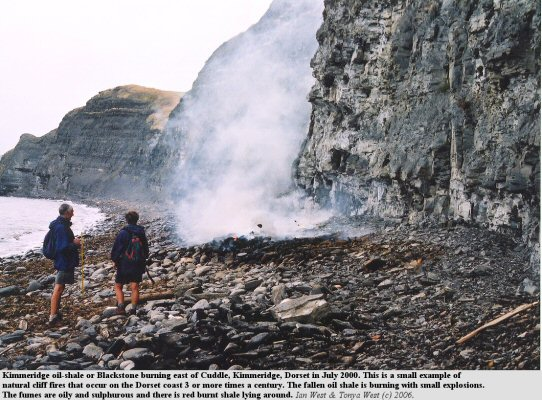 Kimmeridge oil-shale or Blackstone burning east of Cuddle, Kimmeridge, Dorset in July 2000. This is a small example of
natural cliff fires that occur on the Dorset coast 3 or more times a century. The fallen oil shale is burning with small explosions.
The fumes are oily and sulphurous and there is red burnt shale lying around. Ian West & Tonya West (c) 2006.